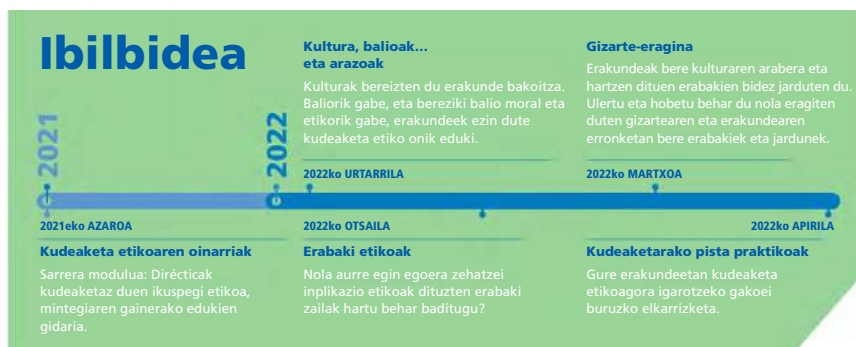 Ibilbidea
2021
2022
Kultura, balioak...
eta arazoak
Kulturak bereizten du erakunde bakoitza.
Baliorik gabe, eta bereziki balio moral eta
etikorik gabe, erakundeek ezin dute
kudeaketa etiko onik eduki.
2022ko URTARRILA
Gizarte-eragina
Erakundeak bere kulturaren arabera eta
hartzen dituen erabakien bidez jarduten du.
Ulertu eta hobetu behar du nola eragiten
duten gizartearen eta erakundearen
erronketan bere erabakiek eta jardunek.
2022ko MARTXOA
2021eko AZAROA
Kudeaketa etikoaren oinarriak
Sarrera modulua: Dirécticak
kudeaketaz duen ikuspegi etikoa,
mintegiaren gainerako edukien
gidaria.
2022ko OTSAILA
Erabaki etikoak
Nola aurre egin egoera zehatzei
inplikazio etikoak dituzten erabaki
zailak hartu behar baditugu?
2022ko APIRILA
Kudeaketarako pista praktikoak
Gure erakundeetan kudeaketa
etikoagora igarotzeko gakoei
buruzko elkarrizketa.